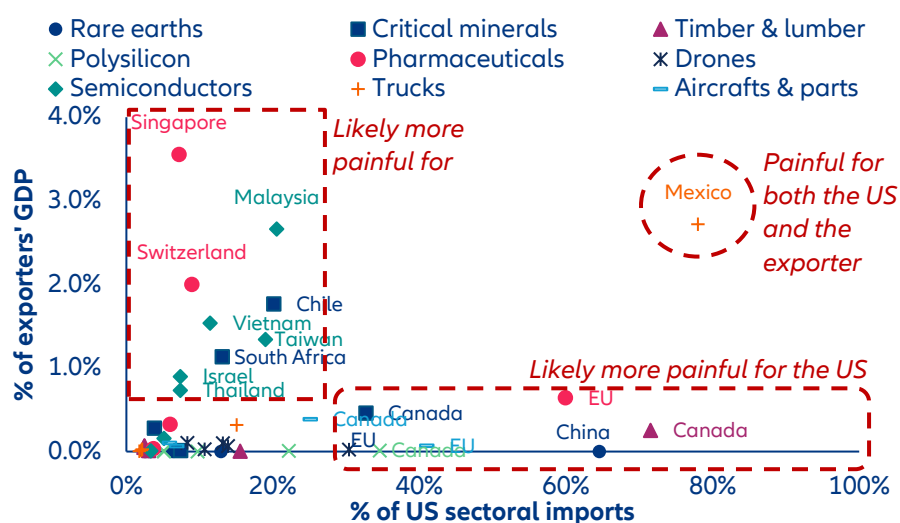 Rare earths
Critical minerals
Timber & lumber
Polysilicon
Pharmaceuticals
Drones
Semiconductors
Trucks
Aircrafts & parts
4.0%
3.0%
2.0%
1.0%
0.0%
% of exporters' GDP
Singapore
Likely more
painful for
Malaysia
Switzerland
Chile
Vietnam
Taiwan
South Africa
Israel
Thailand
Mexico
Painful for
both the US
and the
exporter
Likely more painful for the US
Canada
Canada
EU
China
Canada
EU
Canada
EU
0%
20%
40%
60%
80%
100%
% of US sectoral imports